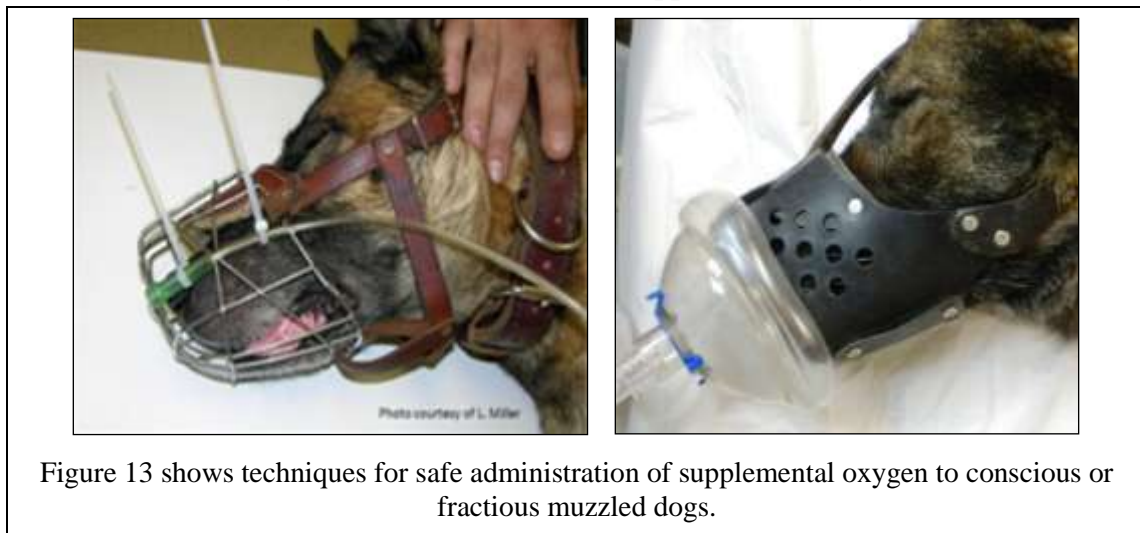 Photo courtesy of L. Miller
Figure 13 shows techniques for safe administration of supplemental oxygen to conscious or
fractious muzzled dogs.